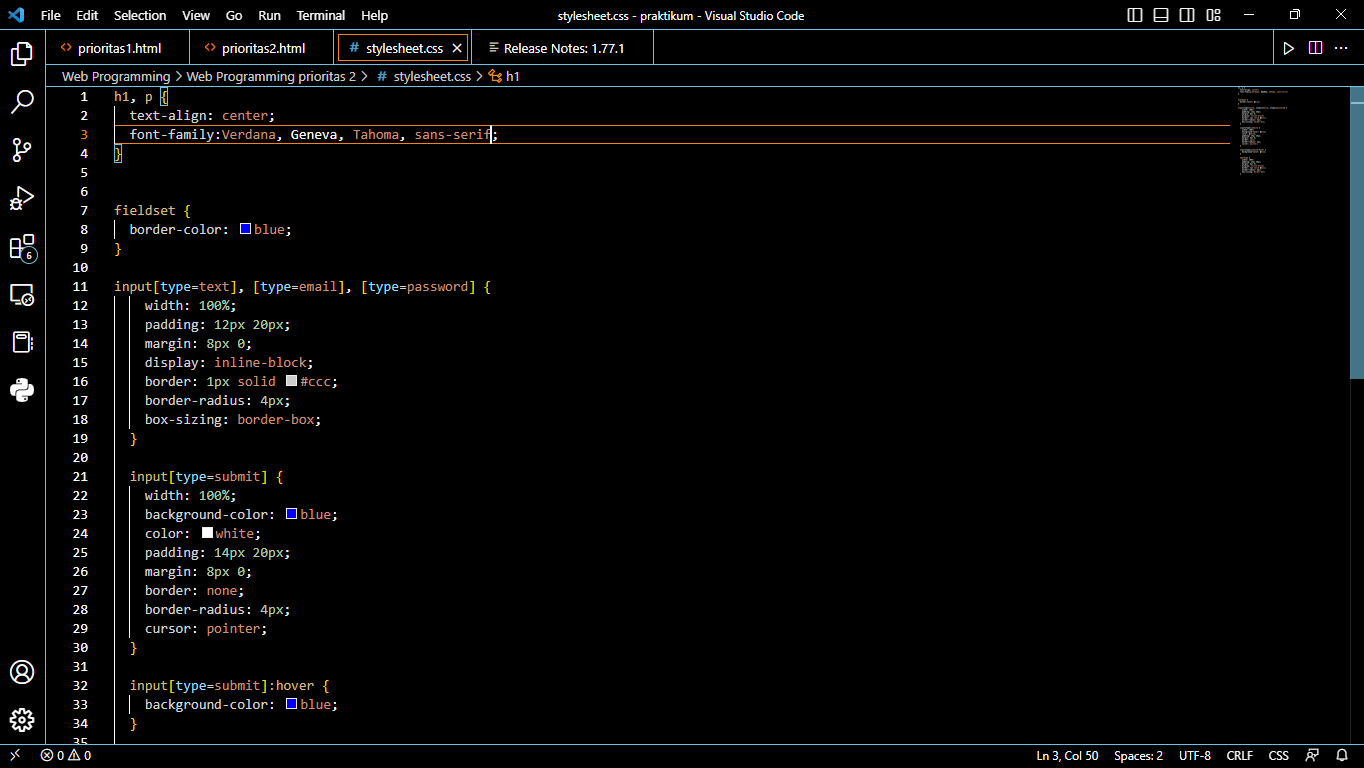 File Edit Selection View Go Run Terminal Help stylesheet.css - praktikum - Visual Studio Code
prioritas1.html prioritas2.html # stylesheet.css Release Notes: 1.77.1
Web Programming > Web Programming prioritas 2 > # stylesheet.css > h1
1 h1, p {
2 text-align: center;
3 font-family:Verdana, Geneva, Tahoma, sans-serif;
4 }
5
6
7 fieldset {
8 border-color: blue;
9 }
10
11 input[type=text], [type=email], [type=password] {
12 width: 100%;
13 padding: 12px 20px;
14 margin: 8px 0;
15 display: inline-block;
16 border: 1px solid #ccc;
17 border-radius: 4px;
18 box-sizing: border-box;
19 }
20
21 input[type=submit] {
22 width: 100%;
23 background-color: blue;
24 color: white;
25 padding: 14px 20px;
26 margin: 8px 0;
27 border: none;
28 border-radius: 4px;
29 cursor: pointer;
30 }
31
32 input[type=submit]:hover {
33 background-color: blue;
34 }
35
6
0 0 Ln 3, Col 50 Spaces: 2 UTF-8 CRLF CSS